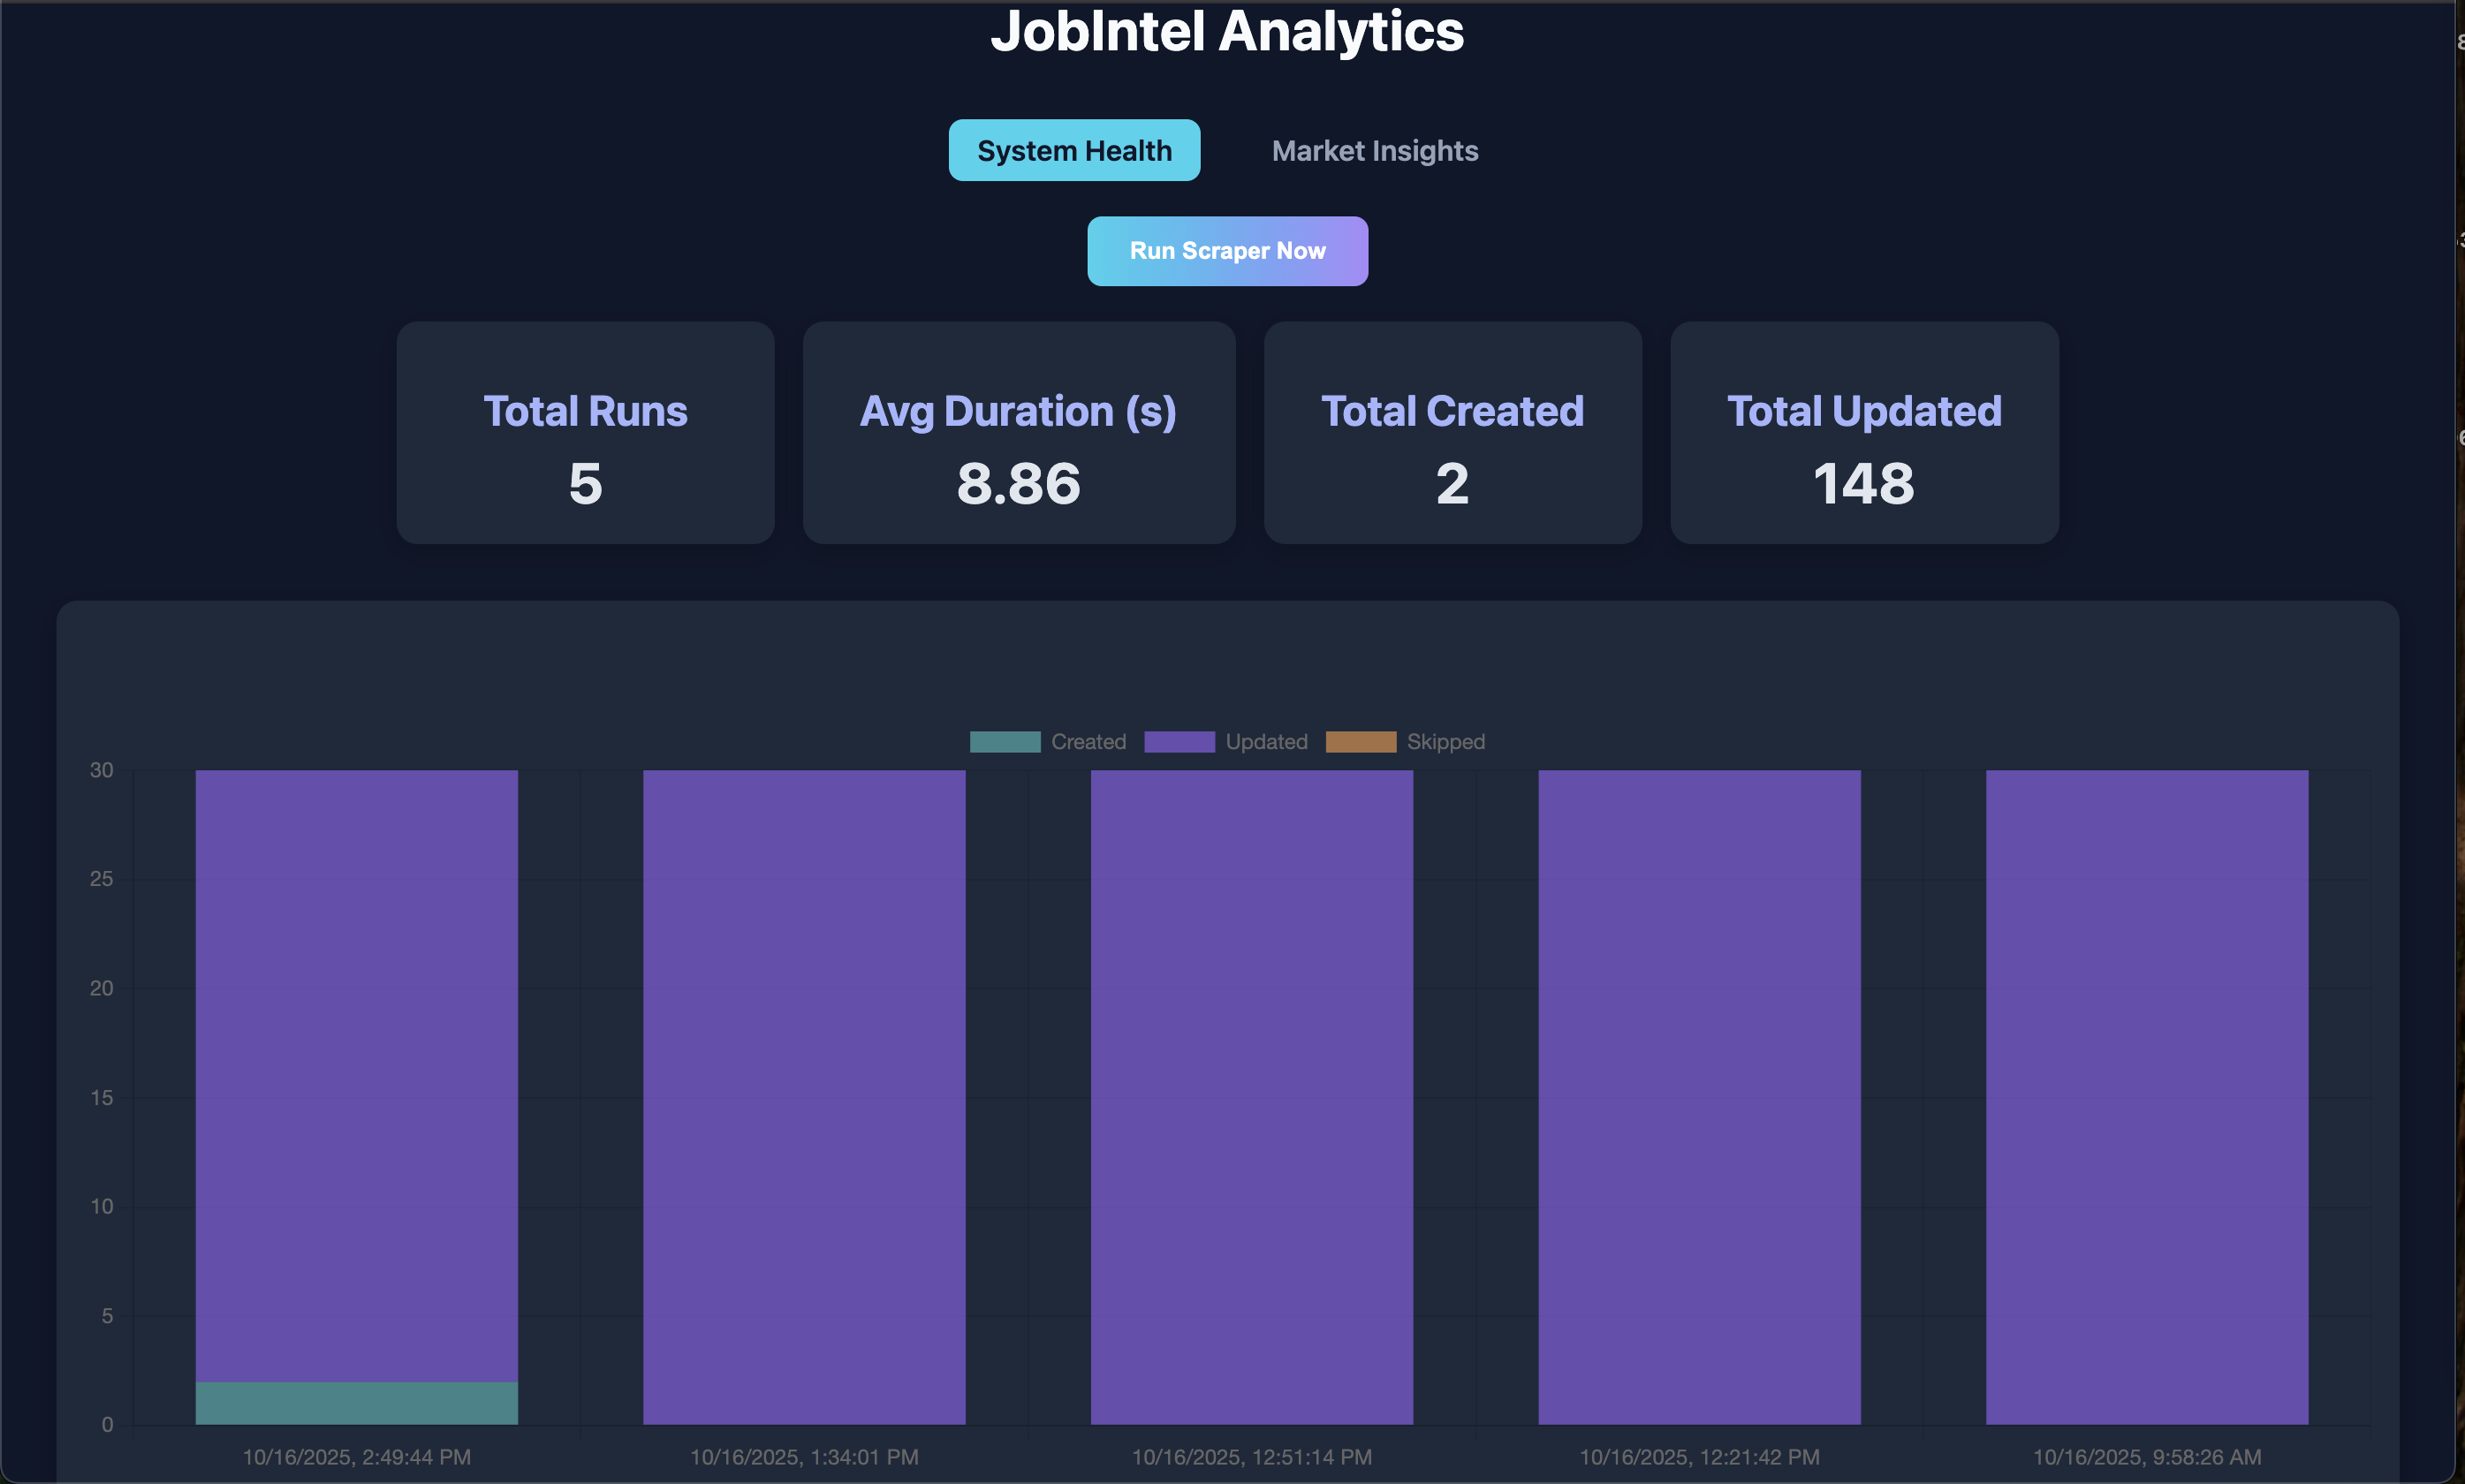 JobIntel Analytics
System Health
Market Insights
Run Scraper Now
Total Runs
5
Avg Duration (s)
8.86
Total Created
2
Total Updated
148
Created
Updated
Skipped
30
25
20
15
10
5
0
10/16/2025, 2:49:44 PM
10/16/2025, 1:34:01 PM
10/16/2025, 12:51:14 PM
10/16/2025, 12:21:42 PM
10/16/2025, 9:58:26 AM